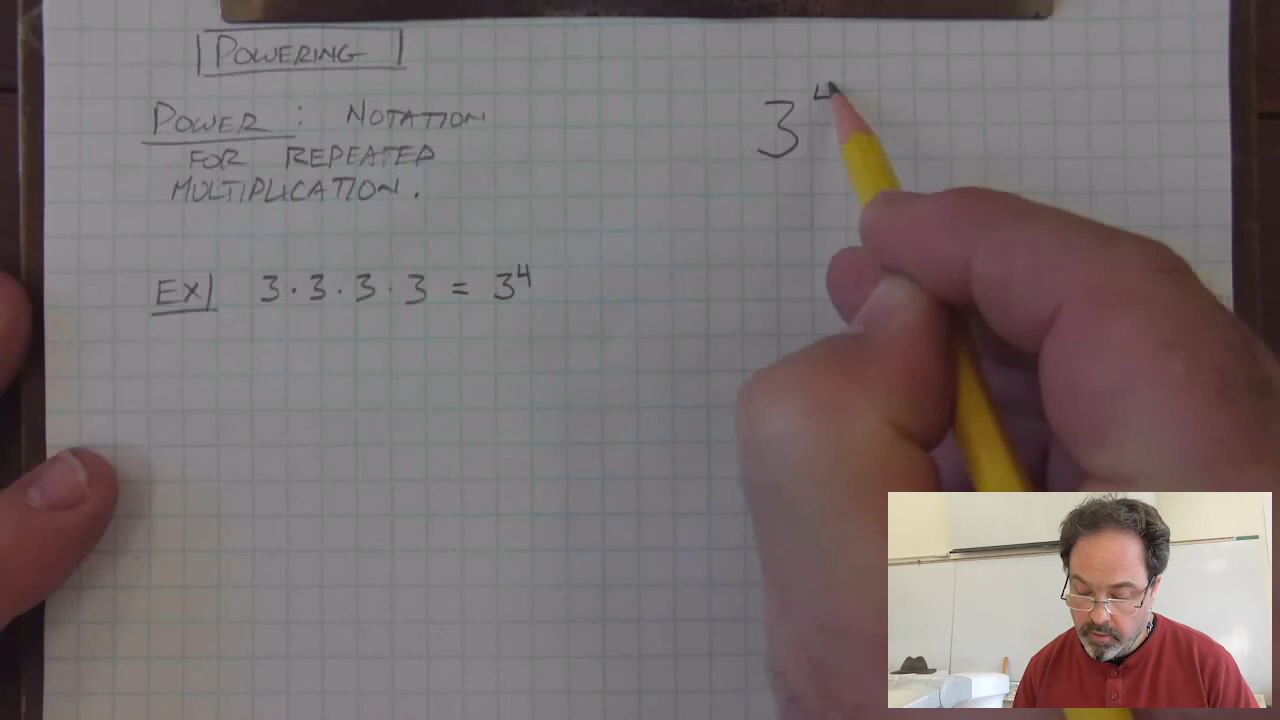 POWERING
POWER : NOTATION
FOR REPEATED
MULTIPLICATION.
EX) 3 · 3 · 3 · 3 = 3⁴
3⁴